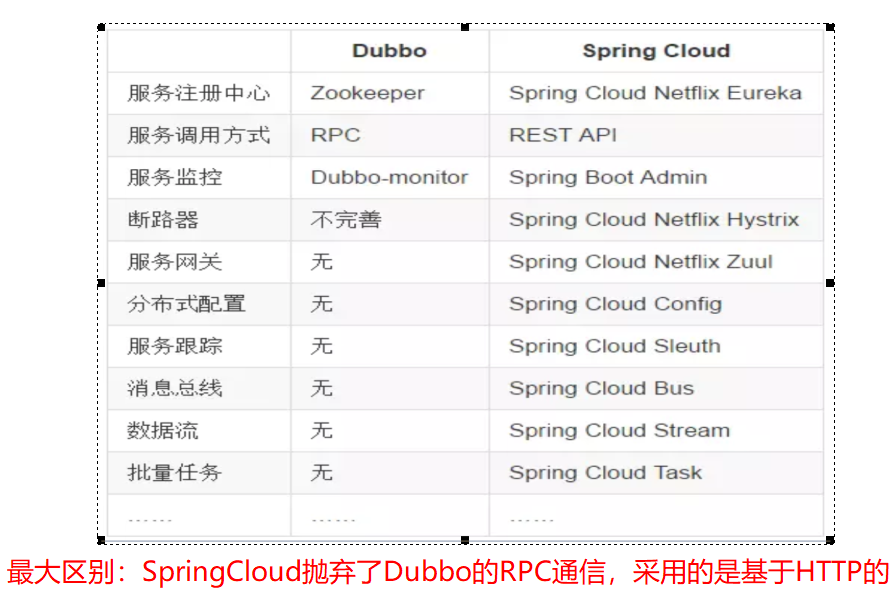 Dubbo Spring Cloud
服务注册中心 Zookeeper Spring Cloud Netflix Eureka
服务调用方式 RPC REST API
服务监控 Dubbo-monitor Spring Boot Admin
断路器 不完善 Spring Cloud Netflix Hystrix
服务网关 无 Spring Cloud Netflix Zuul
分布式配置 无 Spring Cloud Config
服务跟踪 无 Spring Cloud Sleuth
消息总线 无 Spring Cloud Bus
数据流 无 Spring Cloud Stream
批量任务 无 Spring Cloud Task
…… …… ……
最大区别：SpringCloud抛弃了Dubbo的RPC通信，采用的是基于HTTP的